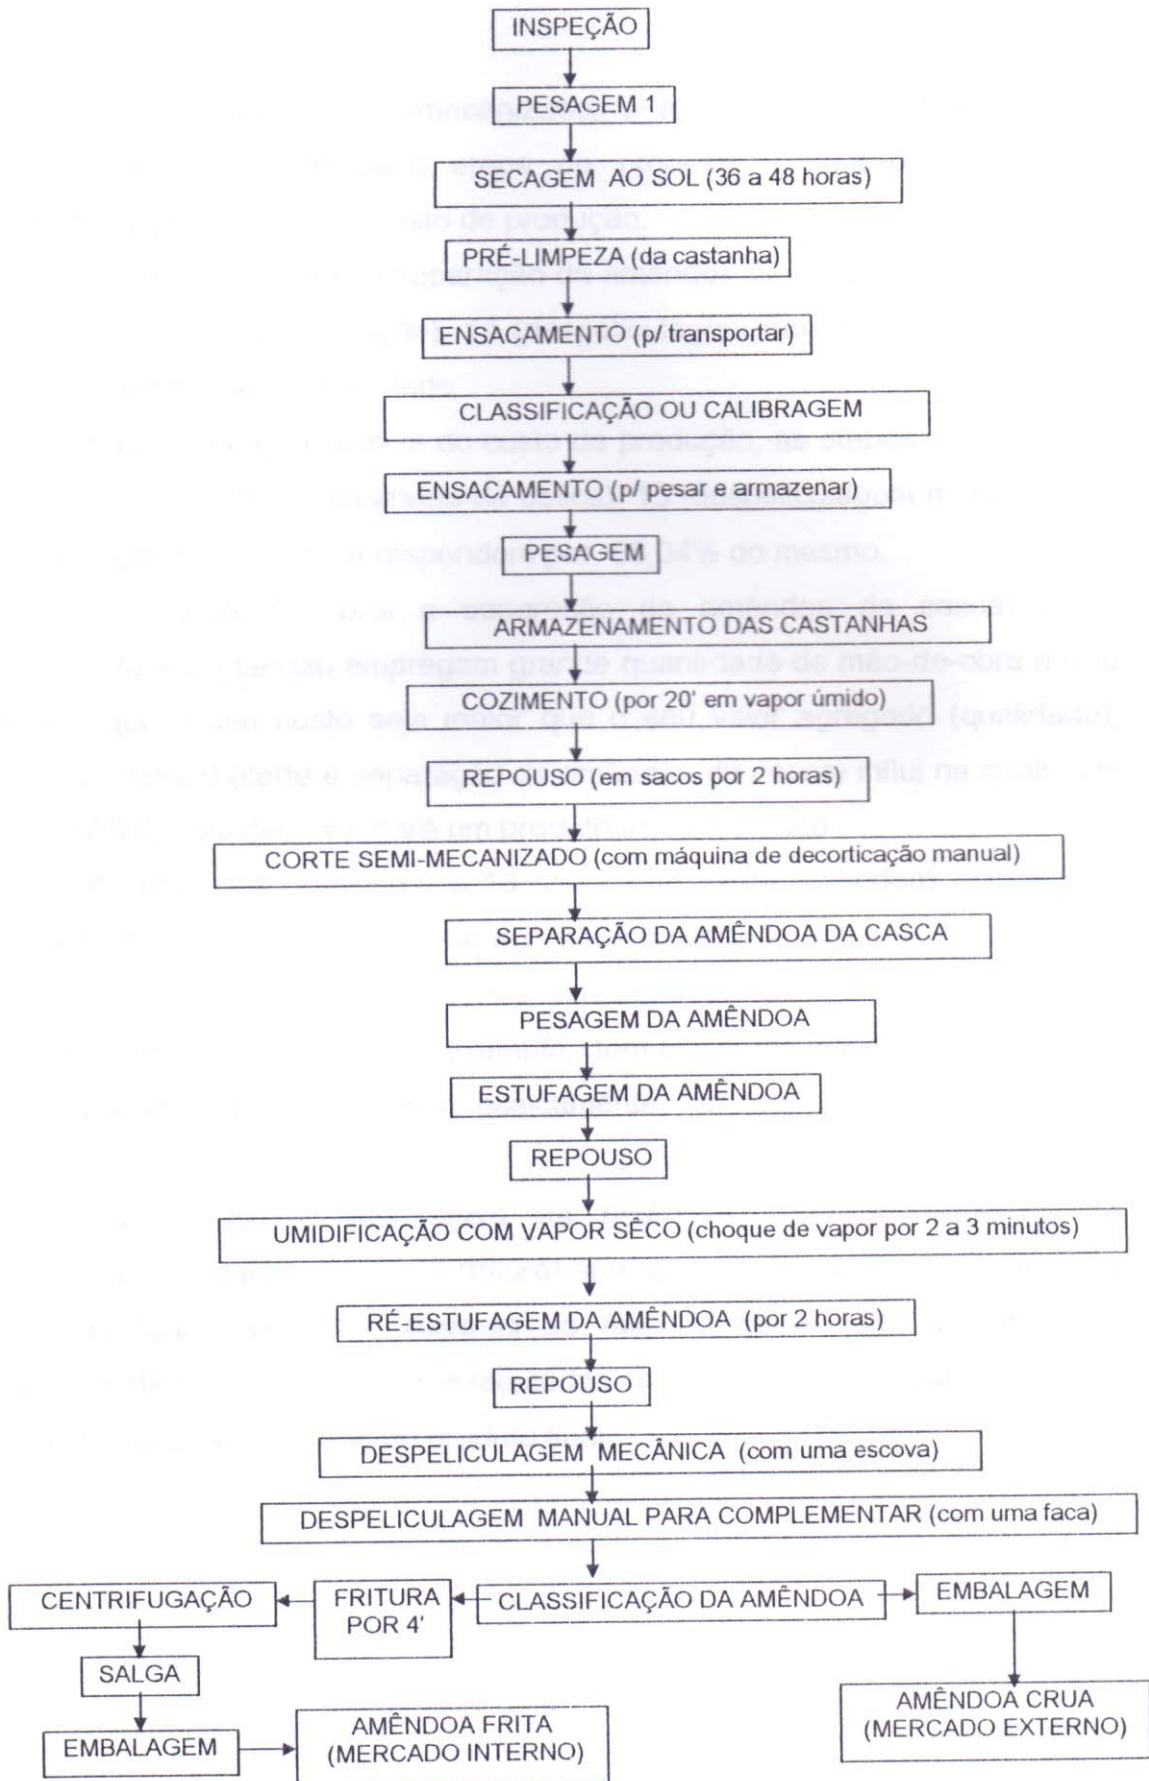 INSPEÇÃO
PESAGEM 1
SECAGEM AO SOL (36 a 48 horas)
PRÉ-LIMPEZA (da castanha)
ENSACAMENTO (p/ transportar)
CLASSIFICAÇÃO OU CALIBRAGEM
ENSACAMENTO (p/ pesar e armazenar)
PESAGEM
ARMAZENAMENTO DAS CASTANHAS
COZIMENTO (por 20' em vapor úmido)
REPOUSO (em sacos por 2 horas)
CORTE SEMI-MECANIZADO (com máquina de decorticação manual)
SEPARAÇÃO DA AMÊNDOA DA CASCA
PESAGEM DA AMÊNDOA
ESTUFAGEM DA AMÊNDOA
REPOUSO
UMIDIFICAÇÃO COM VAPOR SÊCO (choque de vapor por 2 a 3 minutos)
RÉ-ESTUFAGEM DA AMÊNDOA (por 2 horas)
REPOUSO
DESPELICULAGEM MECÂNICA (com uma escova)
DESPELICULAGEM MANUAL PARA COMPLEMENTAR (com uma faca)
CLASSIFICAÇÃO DA AMÊNDOA
FRITURA
POR 4'
CENTRIFUGAÇÃO
SALGA
EMBALAGEM
AMÊNDOA FRITA
(MERCADO INTERNO)
EMBALAGEM
AMÊNDOA CRUA
(MERCADO EXTERNO)